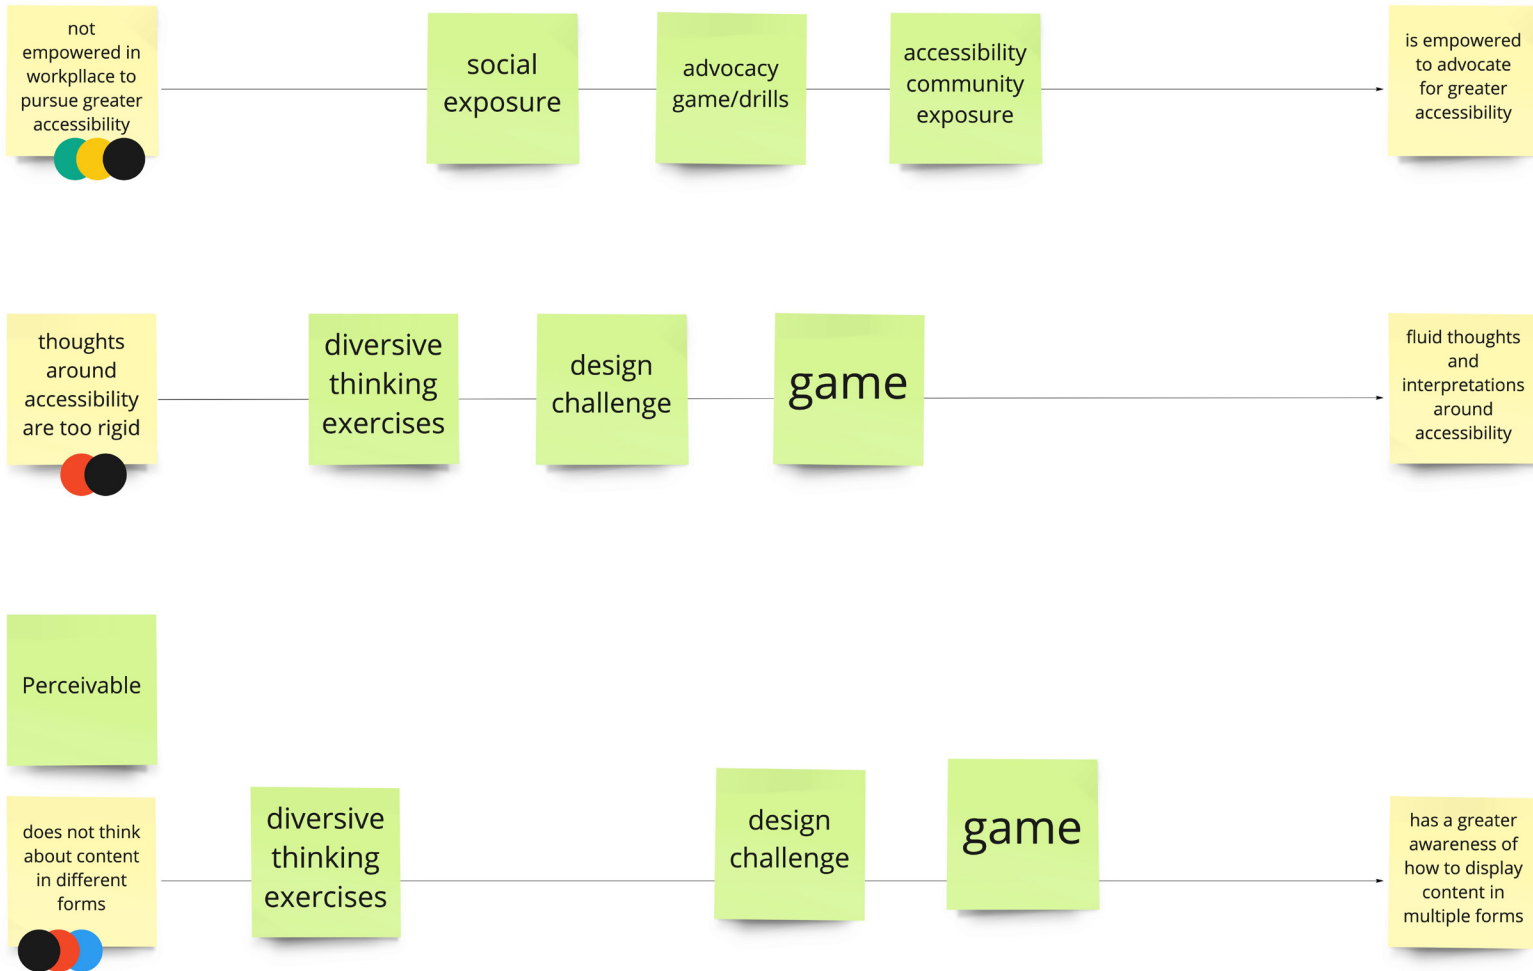 not
empowered in
workpllace to
pursue greater
accessibility
social
exposure
advocacy
game/drills
accessibility
community
exposure
is empowered
to advocate
for greater
accessibility
thoughts
around
accessibility
are too rigid
diversive
thinking
exercises
design
challenge
game
fluid thoughts
and
interpretations
around
accessibility
Perceivable
does not think
about content
in different
forms
diversive
thinking
exercises
design
challenge
game
has a greater
awareness of
how to display
content in
multiple forms